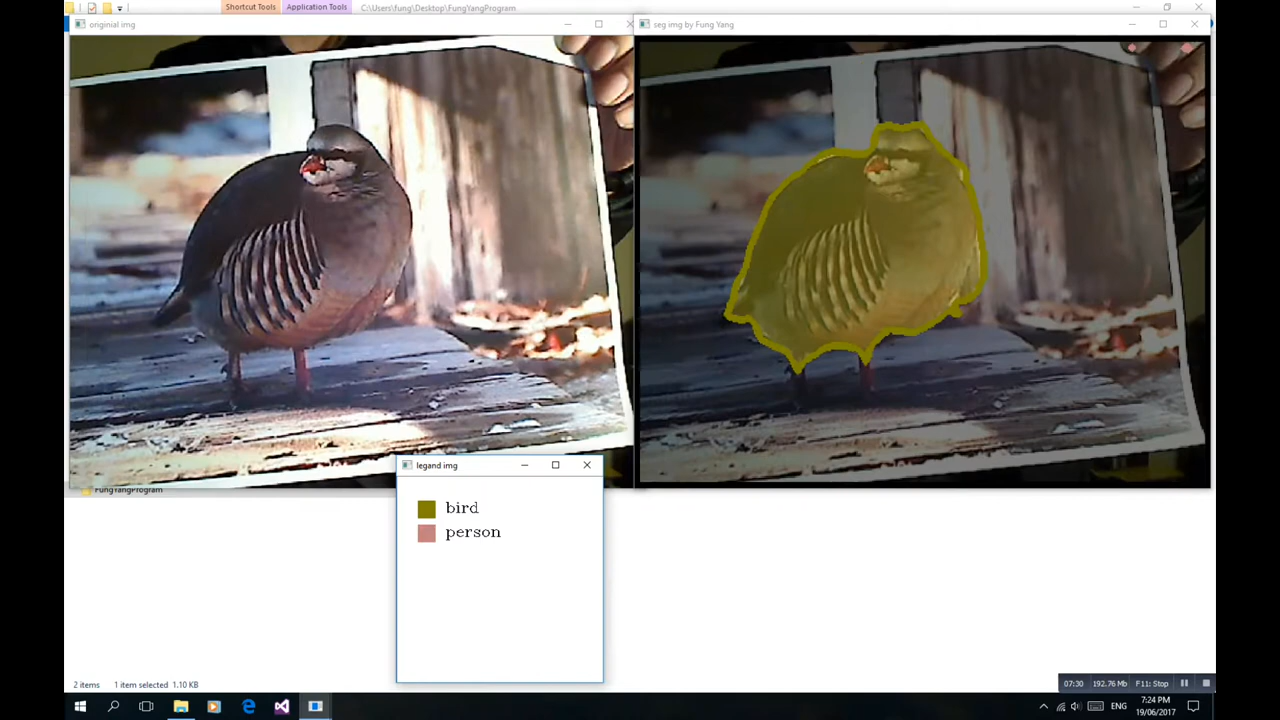 Shortcut Tools
Application Tools
C:\Users\fung\Desktop\FungYangProgram
originial img
seg img by Fung Yang
legand img
bird
person
FungYangProgram
2 items
1 item selected 1.10 KB
07:30
192.76 Mb
F11: Stop
ENG
7:24 PM
19/06/2017